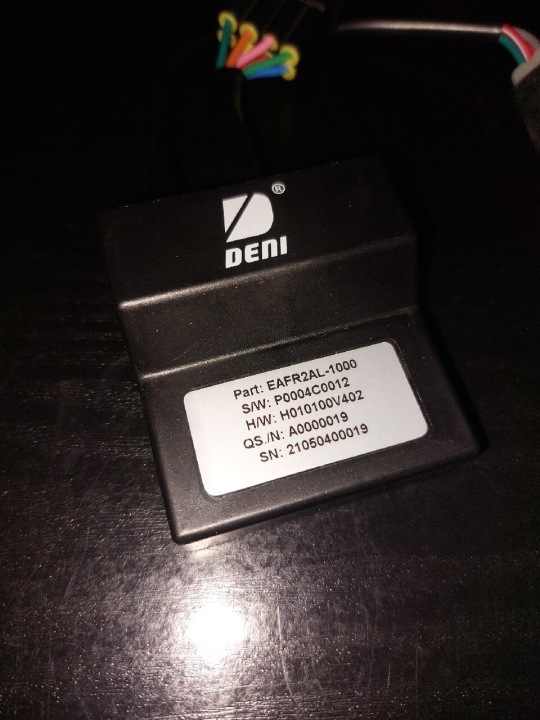 ®
DENI
Part: EAFR2AL-1000
S/W: P0004C0012
H/W: H010100V402
QS./N: A0000019
SN: 21050400019